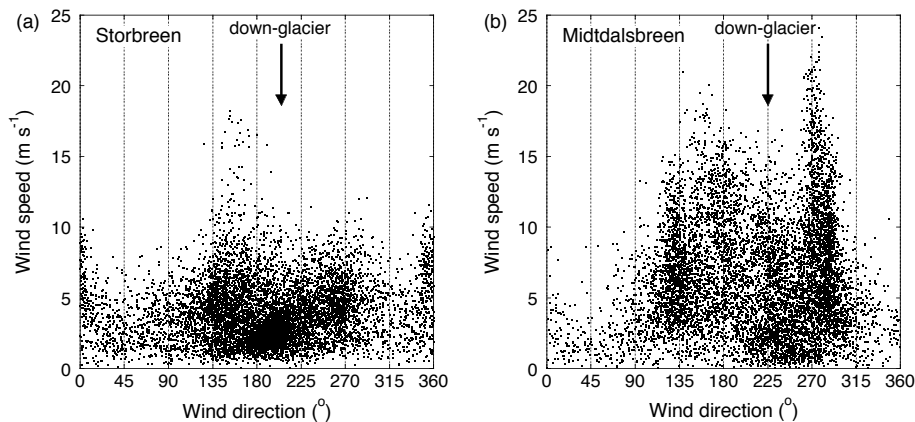 (a)
Storbreen
down-glacier
25
20
15
10
5
0
Wind speed (m s⁻¹)
0 45 90 135 180 225 270 315 360
Wind direction (°)
(b)
Midtdalsbreen
down-glacier
25
20
15
10
5
0
Wind speed (m s⁻¹)
0 45 90 135 180 225 270 315 360
Wind direction (°)